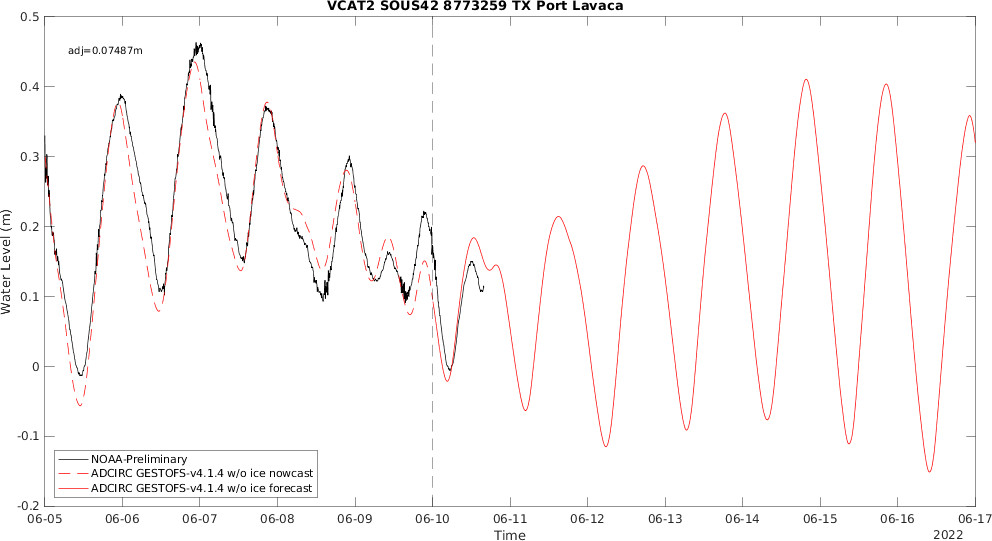 VCAT2 SOUS42 8773259 TX Port Lavaca
0.5
adj=0.07487m
0.4
0.3
0.2
0.1
0
-0.1
-0.2
Water Level (m)
NOAA-Preliminary
ADCIRC GESTOFS-v4.1.4 w/o ice nowcast
ADCIRC GESTOFS-v4.1.4 w/o ice forecast
06-05 06-06 06-07 06-08 06-09 06-10 06-11 06-12 06-13 06-14 06-15 06-16 06-17
Time
2022